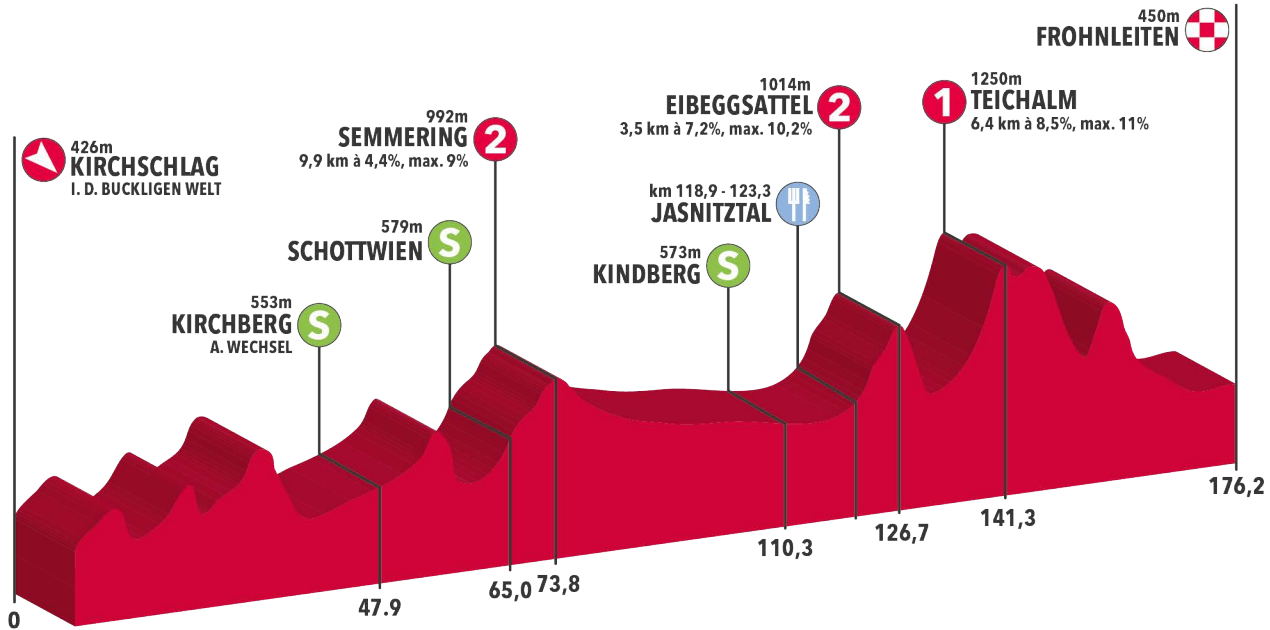 426m
KIRCHSCHLAG
I. D. BUCKLIGEN WELT
553m
KIRCHBERG
A. WECHSEL
S
579m
SCHOTTWIEN
S
992m
SEMMERING
9,9 km à 4,4%, max. 9%
2
573m
KINDBERG
S
km 118,9 - 123,3
JASNITZTAL
1014m
EIBEGGSATTEL
3,5 km à 7,2%, max. 10,2%
2
1
1250m
TEICHALM
6,4 km à 8,5%, max. 11%
450m
FROHNLEITEN
0
47.9
65,0
73,8
110,3
126,7
141,3
176,2